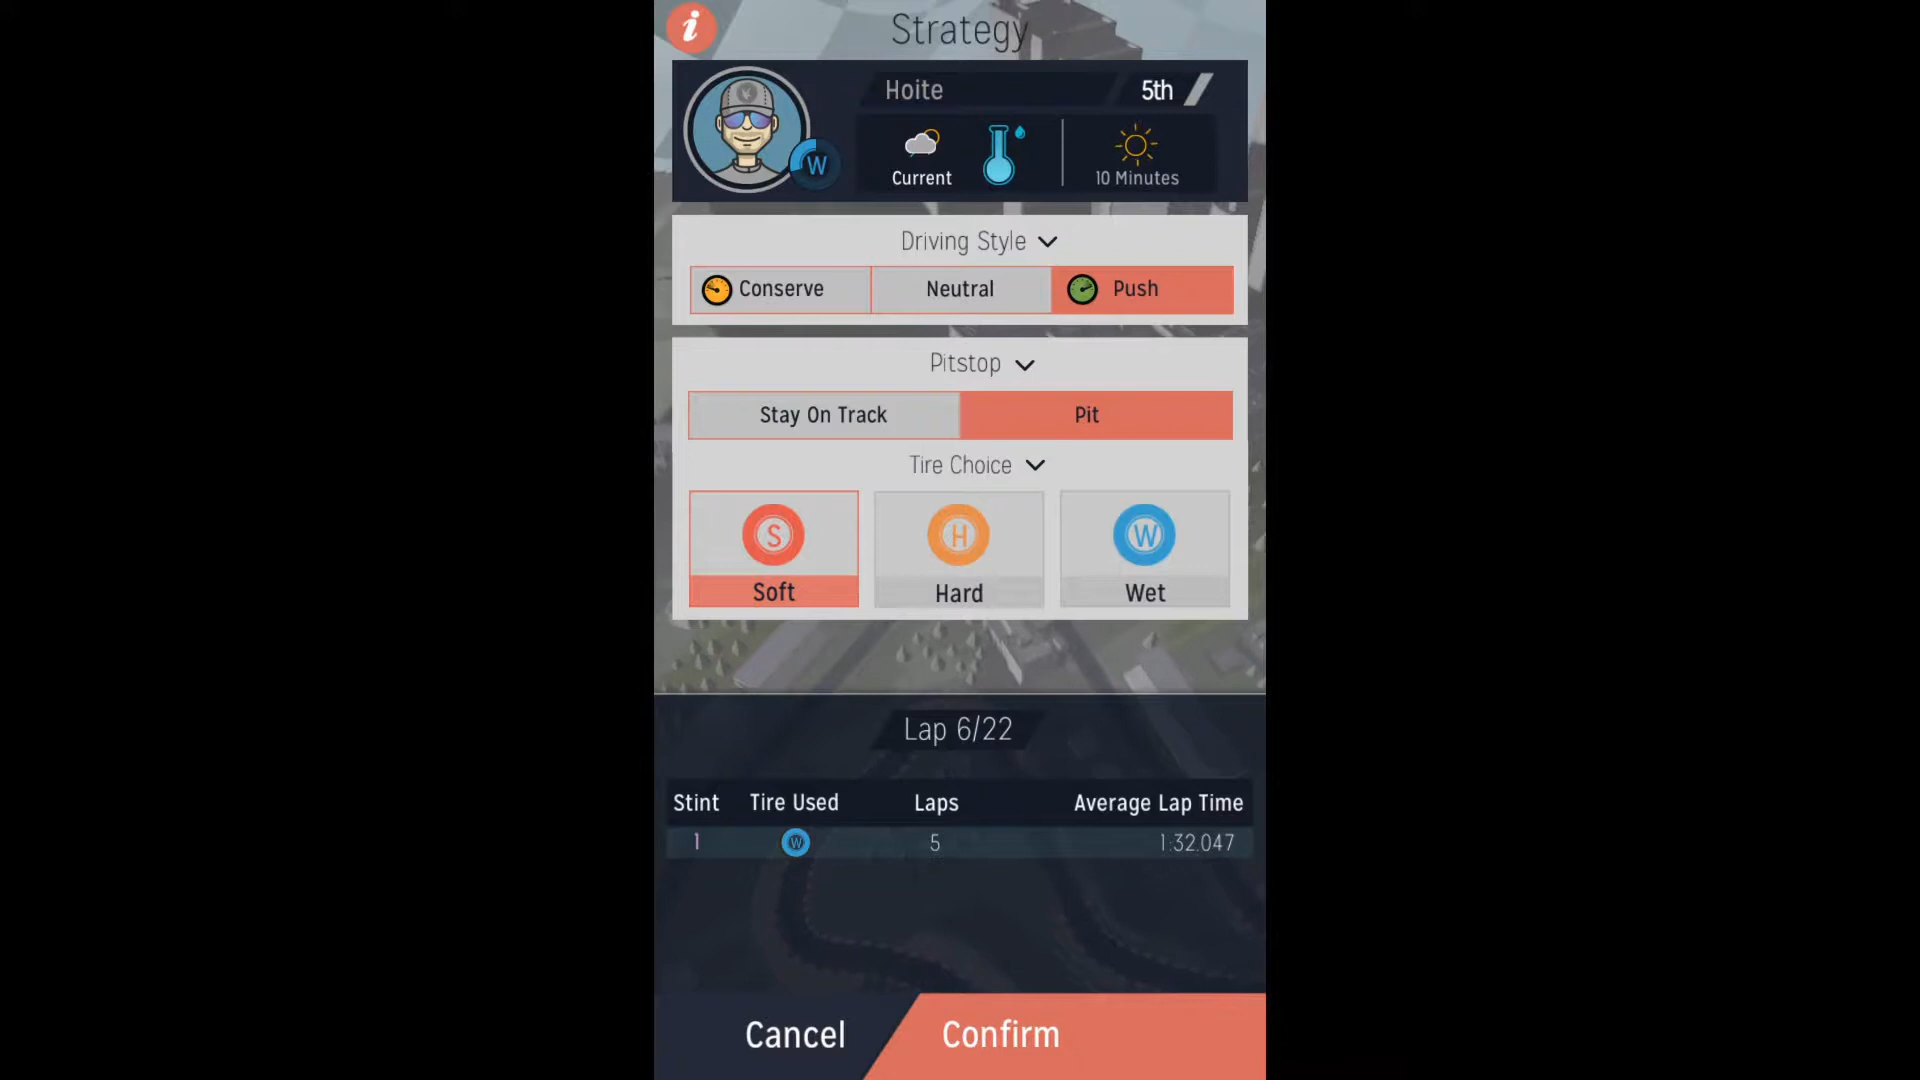 i
Strategy
Hoite 5th
W
Current 10 Minutes
Driving Style
Conserve Neutral Push
Pitstop
Stay On Track Pit
Tire Choice
S H W
Soft Hard Wet
Lap 6/22
Stint Tire Used Laps Average Lap Time
1 W 5 1:32.047
Cancel Confirm